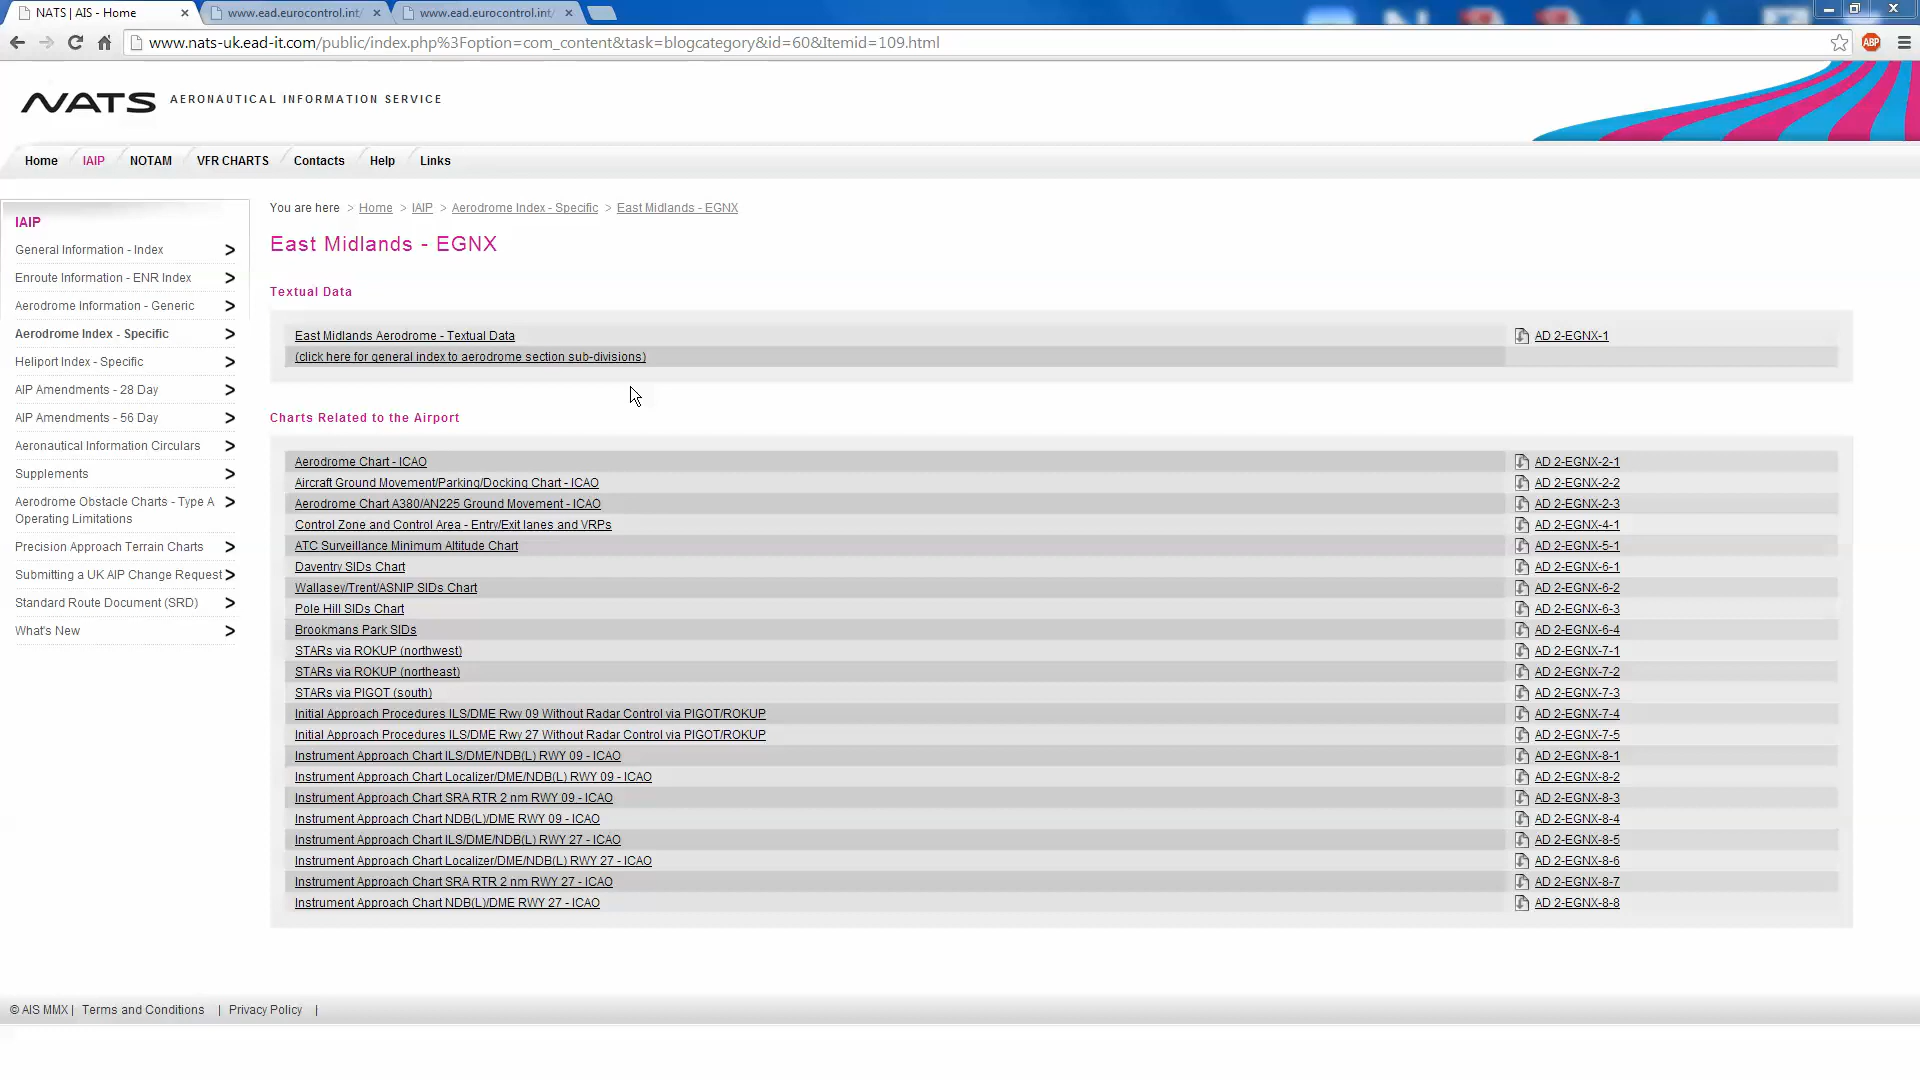 NATS | AIS - Home
www.ead.eurocontrol.int/
www.ead.eurocontrol.int/
www.nats-uk.ead-it.com/public/index.php%3Foption=com_content&task=blogcategory&id=60&Itemid=109.html
ABP
NATS AERONAUTICAL INFORMATION SERVICE
Home IAIP NOTAM VFR CHARTS Contacts Help Links
IAIP
General Information - Index >
Enroute Information - ENR Index >
Aerodrome Information - Generic >
Aerodrome Index - Specific >
Heliport Index - Specific >
AIP Amendments - 28 Day >
AIP Amendments - 56 Day >
Aeronautical Information Circulars >
Supplements >
Aerodrome Obstacle Charts - Type A >
Operating Limitations
Precision Approach Terrain Charts >
Submitting a UK AIP Change Request >
Standard Route Document (SRD) >
What's New >
You are here > Home > IAIP > Aerodrome Index - Specific > East Midlands - EGNX
East Midlands - EGNX
Textual Data
East Midlands Aerodrome - Textual Data AD 2-EGNX-1
(click here for general index to aerodrome section sub-divisions)
Charts Related to the Airport
Aerodrome Chart - ICAO AD 2-EGNX-2-1
Aircraft Ground Movement/Parking/Docking Chart - ICAO AD 2-EGNX-2-2
Aerodrome Chart A380/AN225 Ground Movement - ICAO AD 2-EGNX-2-3
Control Zone and Control Area - Entry/Exit lanes and VRPs AD 2-EGNX-4-1
ATC Surveillance Minimum Altitude Chart AD 2-EGNX-5-1
Daventry SIDs Chart AD 2-EGNX-6-1
Wallasey/Trent/ASNIP SIDs Chart AD 2-EGNX-6-2
Pole Hill SIDs Chart AD 2-EGNX-6-3
Brookmans Park SIDs AD 2-EGNX-6-4
STARs via ROKUP (northwest) AD 2-EGNX-7-1
STARs via ROKUP (northeast) AD 2-EGNX-7-2
STARs via PIGOT (south) AD 2-EGNX-7-3
Initial Approach Procedures ILS/DME Rwy 09 Without Radar Control via PIGOT/ROKUP AD 2-EGNX-7-4
Initial Approach Procedures ILS/DME Rwy 27 Without Radar Control via PIGOT/ROKUP AD 2-EGNX-7-5
Instrument Approach Chart ILS/DME/NDB(L) RWY 09 - ICAO AD 2-EGNX-8-1
Instrument Approach Chart Localizer/DME/NDB(L) RWY 09 - ICAO AD 2-EGNX-8-2
Instrument Approach Chart SRA RTR 2 nm RWY 09 - ICAO AD 2-EGNX-8-3
Instrument Approach Chart NDB(L)/DME RWY 09 - ICAO AD 2-EGNX-8-4
Instrument Approach Chart ILS/DME/NDB(L) RWY 27 - ICAO AD 2-EGNX-8-5
Instrument Approach Chart Localizer/DME/NDB(L) RWY 27 - ICAO AD 2-EGNX-8-6
Instrument Approach Chart SRA RTR 2 nm RWY 27 - ICAO AD 2-EGNX-8-7
Instrument Approach Chart NDB(L)/DME RWY 27 - ICAO AD 2-EGNX-8-8
© AIS MMX | Terms and Conditions | Privacy Policy |